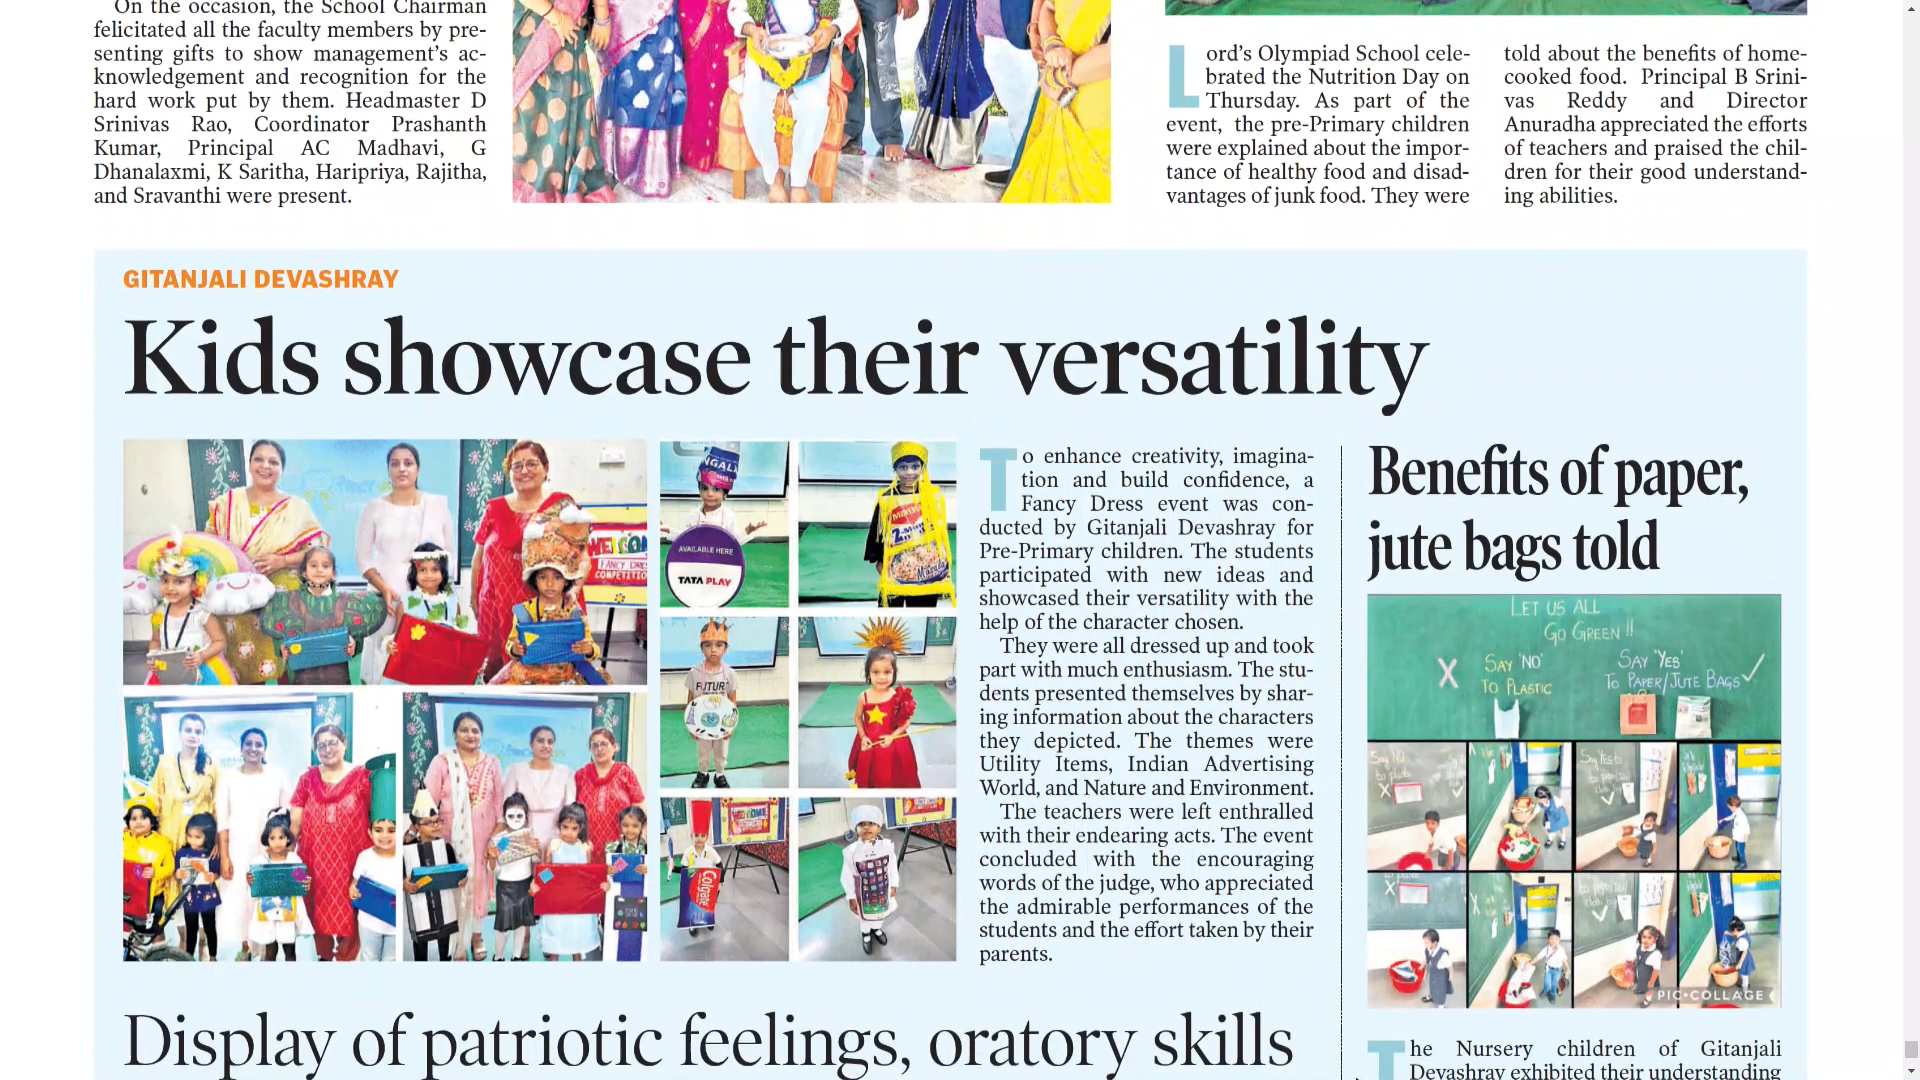 On the occasion, the School Chairman
felicitated all the faculty members by pre-
senting gifts to show management's ac-
knowledgement and recognition for the
hard work put by them. Headmaster D
Srinivas Rao, Coordinator Prashanth
Kumar, Principal AC Madhavi, G
Dhanalaxmi, K Saritha, Haripriya, Rajitha,
and Sravanthi were present.
Lord's Olympiad School cele-
brated the Nutrition Day on
Thursday. As part of the
event, the pre-Primary children
were explained about the impor-
tance of healthy food and disad-
vantages of junk food. They were
told about the benefits of home-
cooked food. Principal B Srini-
vas Reddy and Director
Anuradha appreciated the efforts
of teachers and praised the chil-
dren for their good understand-
ing abilities.
GITANJALI DEVASHRAY
Kids showcase their versatility
WELCOME
FANCY DRESS
COMPETITION
AVAILABLE HERE
TATA PLAY
2-MIN
FUTUR
WELCOME
Colgate
To enhance creativity, imagina-
tion and build confidence, a
Fancy Dress event was con-
ducted by Gitanjali Devashray for
Pre-Primary children. The students
participated with new ideas and
showcased their versatility with the
help of the character chosen.
They were all dressed up and took
part with much enthusiasm. The stu-
dents presented themselves by shar-
ing information about the characters
they depicted. The themes were
Utility Items, Indian Advertising
World, and Nature and Environment.
The teachers were left enthralled
with their endearing acts. The event
concluded with the encouraging
words of the judge, who appreciated
the admirable performances of the
students and the effort taken by their
parents.
Benefits of paper,
jute bags told
LET US ALL
GO GREEN !!
X SAY 'NO'
TO PLASTIC
SAY 'YES'
TO PAPER/JUTE BAGS
PIC•COLLAGE
The Nursery children of Gitanjali
Devashray exhibited their understanding
Display of patriotic feelings, oratory skills